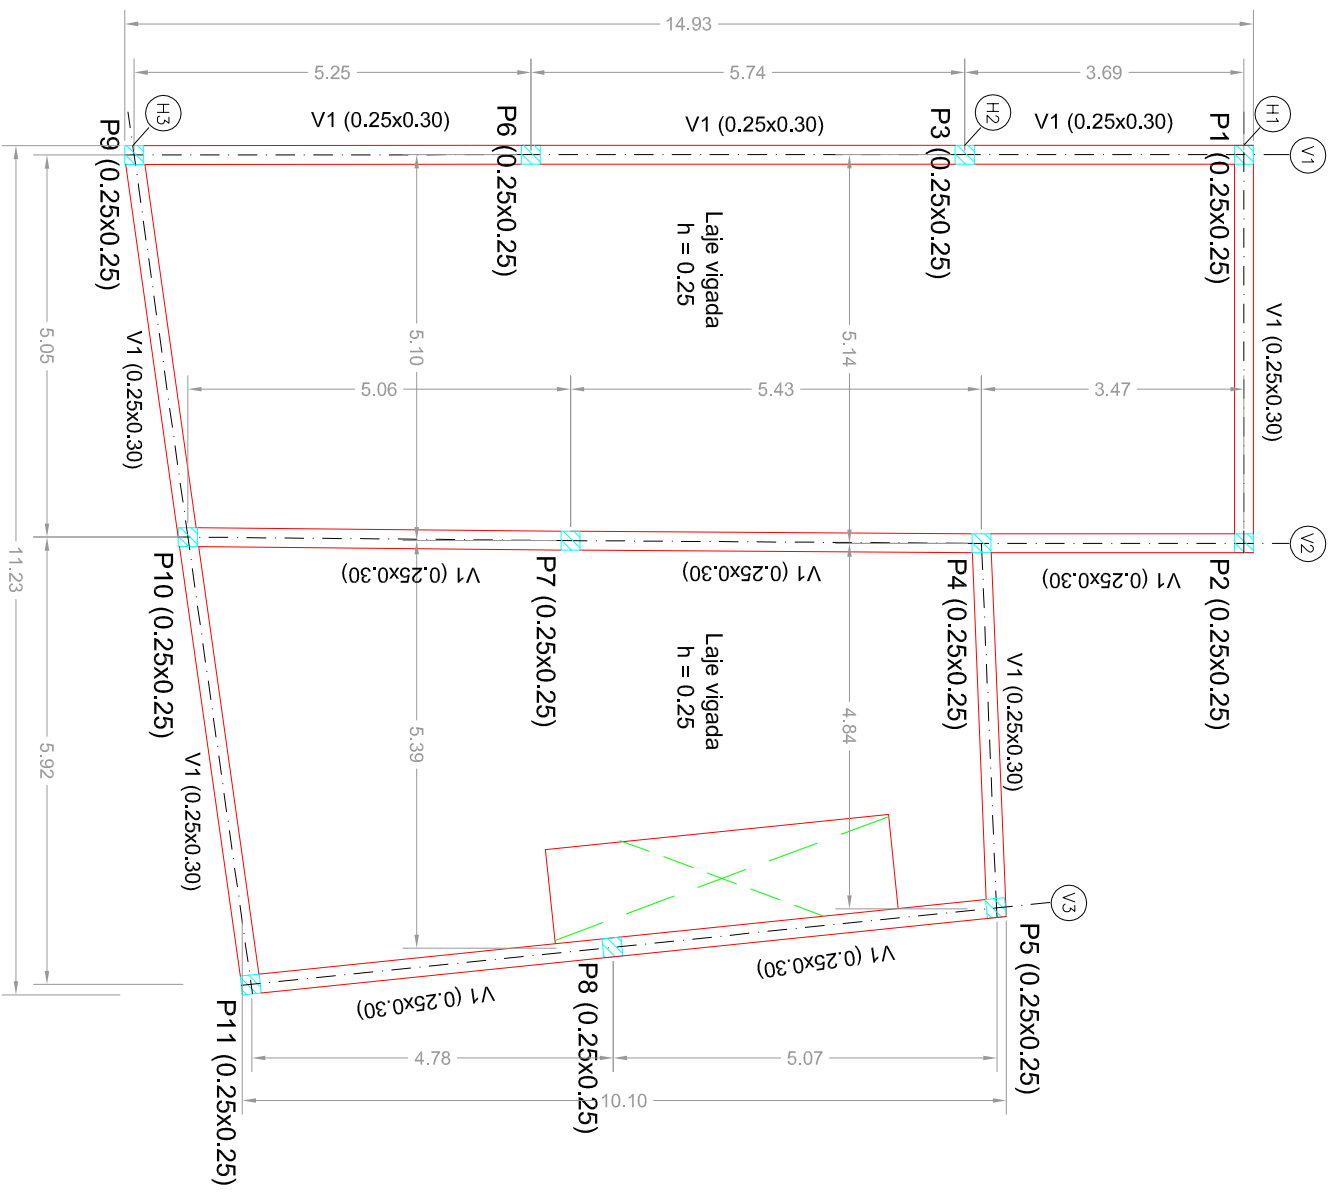 14.93
5.25
5.74
3.69
H3
H2
H1
V1
V1 (0.25x0.30)
V1 (0.25x0.30)
V1 (0.25x0.30)
P9 (0.25x0.25)
P6 (0.25x0.25)
P3 (0.25x0.25)
P1 (0.25x0.25)
Laje vigada
h = 0.25
5.05
5.10
5.14
V1 (0.25x0.30)
V1 (0.25x0.30)
5.06
5.43
3.47
V2
11.23
P10 (0.25x0.25)
V1 (0.25x0.30)
P7 (0.25x0.25)
V1 (0.25x0.30)
P4 (0.25x0.25)
V1 (0.25x0.30)
P2 (0.25x0.25)
Laje vigada
h = 0.25
V1 (0.25x0.30)
5.92
5.39
4.84
V1 (0.25x0.30)
V3
P11 (0.25x0.25)
V1 (0.25x0.30)
P8 (0.25x0.25)
V1 (0.25x0.30)
P5 (0.25x0.25)
4.78
5.07
10.10